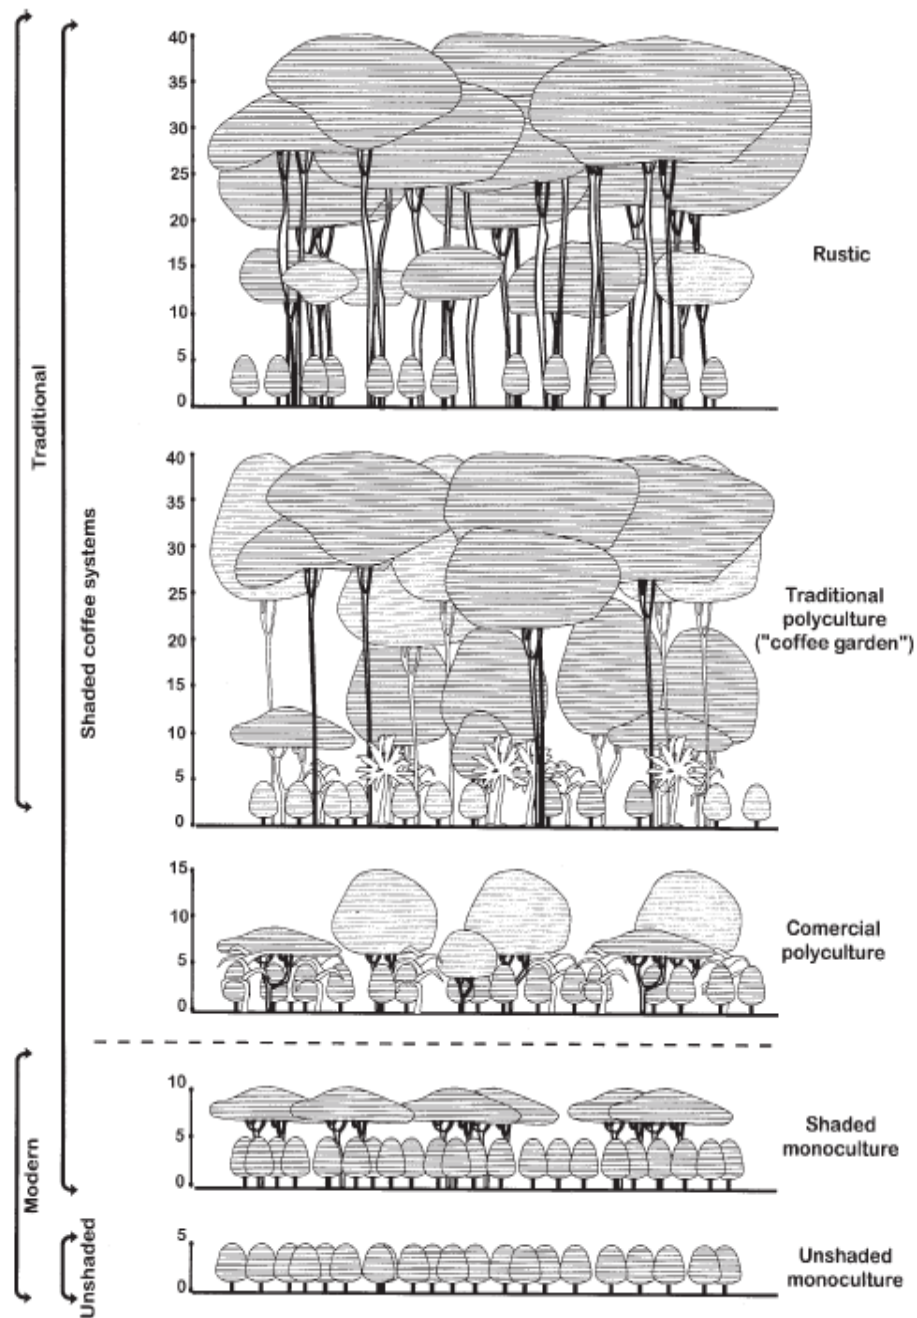 Traditional
Shaded coffee systems
Modern
Unshaded
40
35
30
25
20
15
10
5
0
Rustic
40
35
30
25
20
15
10
5
0
Traditional
polyculture
("coffee garden")
15
10
5
0
Comercial
polyculture
10
5
0
Shaded
monoculture
5
0
Unshaded
monoculture